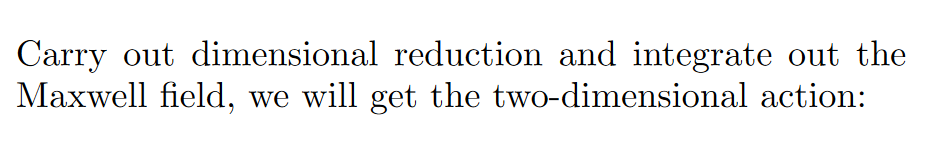 Carry out dimensional reduction and integrate out the
Maxwell field, we will get the two-dimensional action: